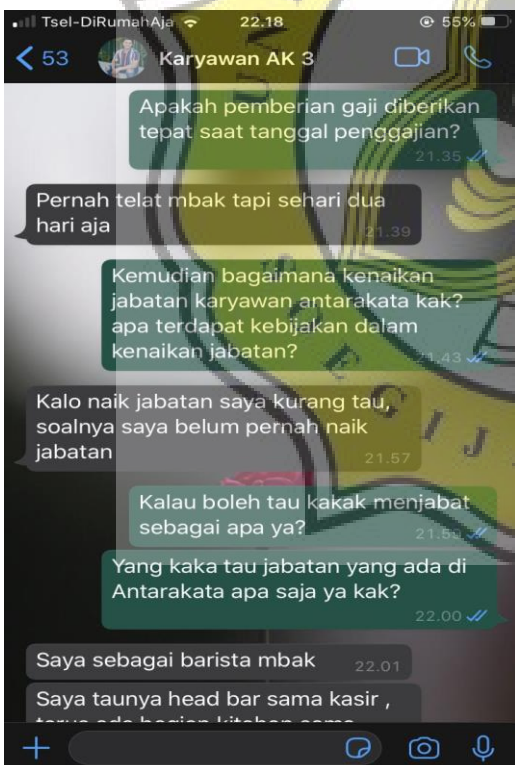 Tsel-DiRumahAja 22.18 55%
53 Karyawan AK 3
Apakah pemberian gaji diberikan
tepat saat tanggal penggajian?
21.35
Pernah telat mbak tapi sehari dua
hari aja
21.39
Kemudian bagaimana kenaikan
jabatan karyawan antarakata kak?
apa terdapat kebijakan dalam
kenaikan jabatan?
21.43
Kalo naik jabatan saya kurang tau,
soalnya saya belum pernah naik
jabatan
21.57
Kalau boleh tau kakak menjabat
sebagai apa ya?
Yang kaka tau jabatan yang ada di
Antarakata apa saja ya kak?
22.00
Saya sebagai barista mbak
22.01
Saya taunya head bar sama kasir ,